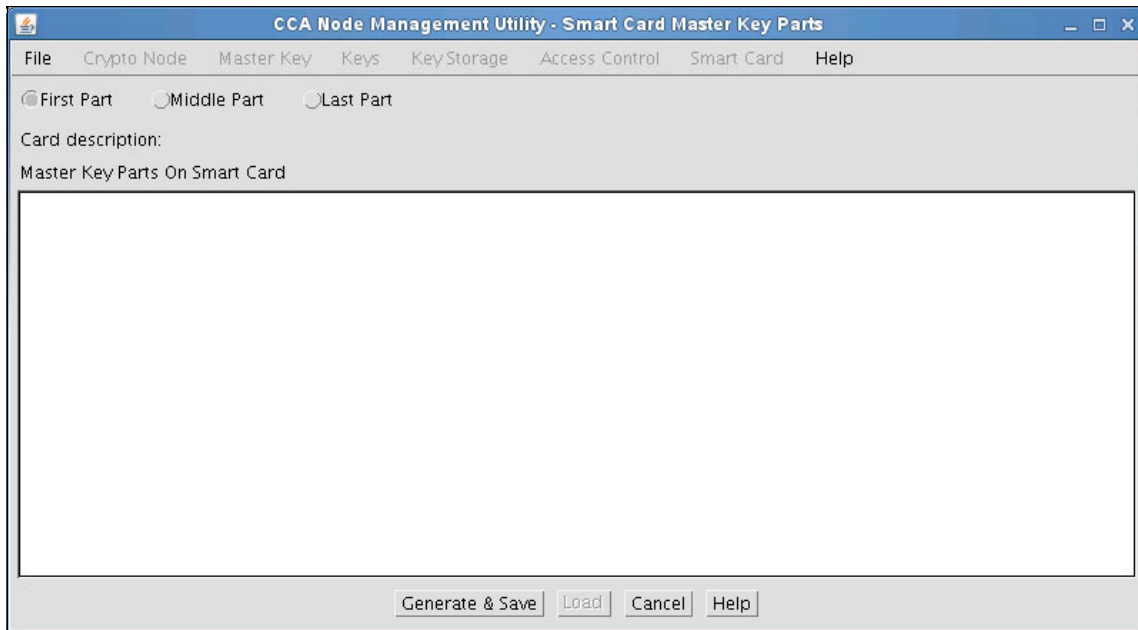 CCA Node Management Utility - Smart Card Master Key Parts
File Crypto Node Master Key Keys Key Storage Access Control Smart Card Help
First Part Middle Part Last Part
Card description:
Master Key Parts On Smart Card
Generate & Save Load Cancel Help